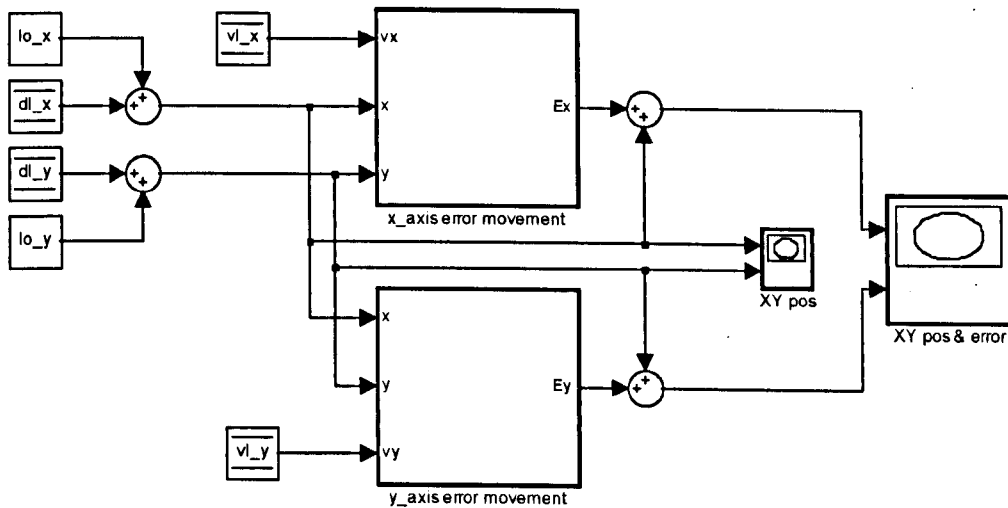 lo_x
vl_x
vx
dl_x
+
+
x
Ex
+
+
dl_y
+
+
y
x_axis error movement
lo_y
XY pos
XY pos & error
x
y
Ey
+
+
vl_y
vy
y_axis error movement